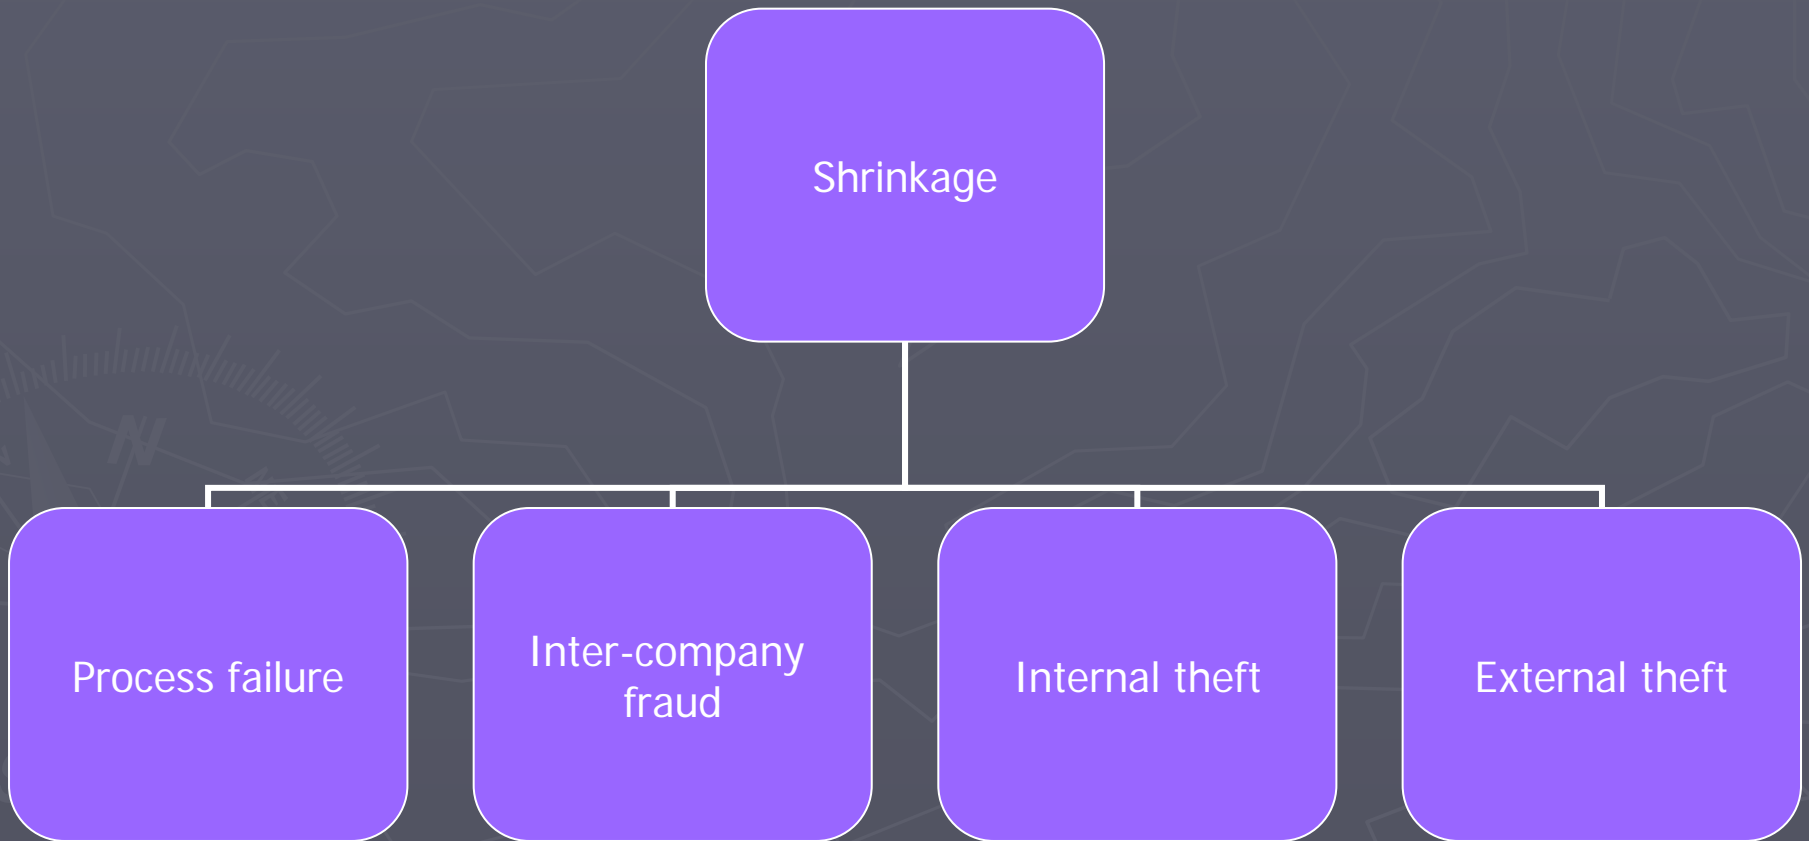 Shrinkage
Process failure
Inter-company
fraud
Internal theft
External theft
N